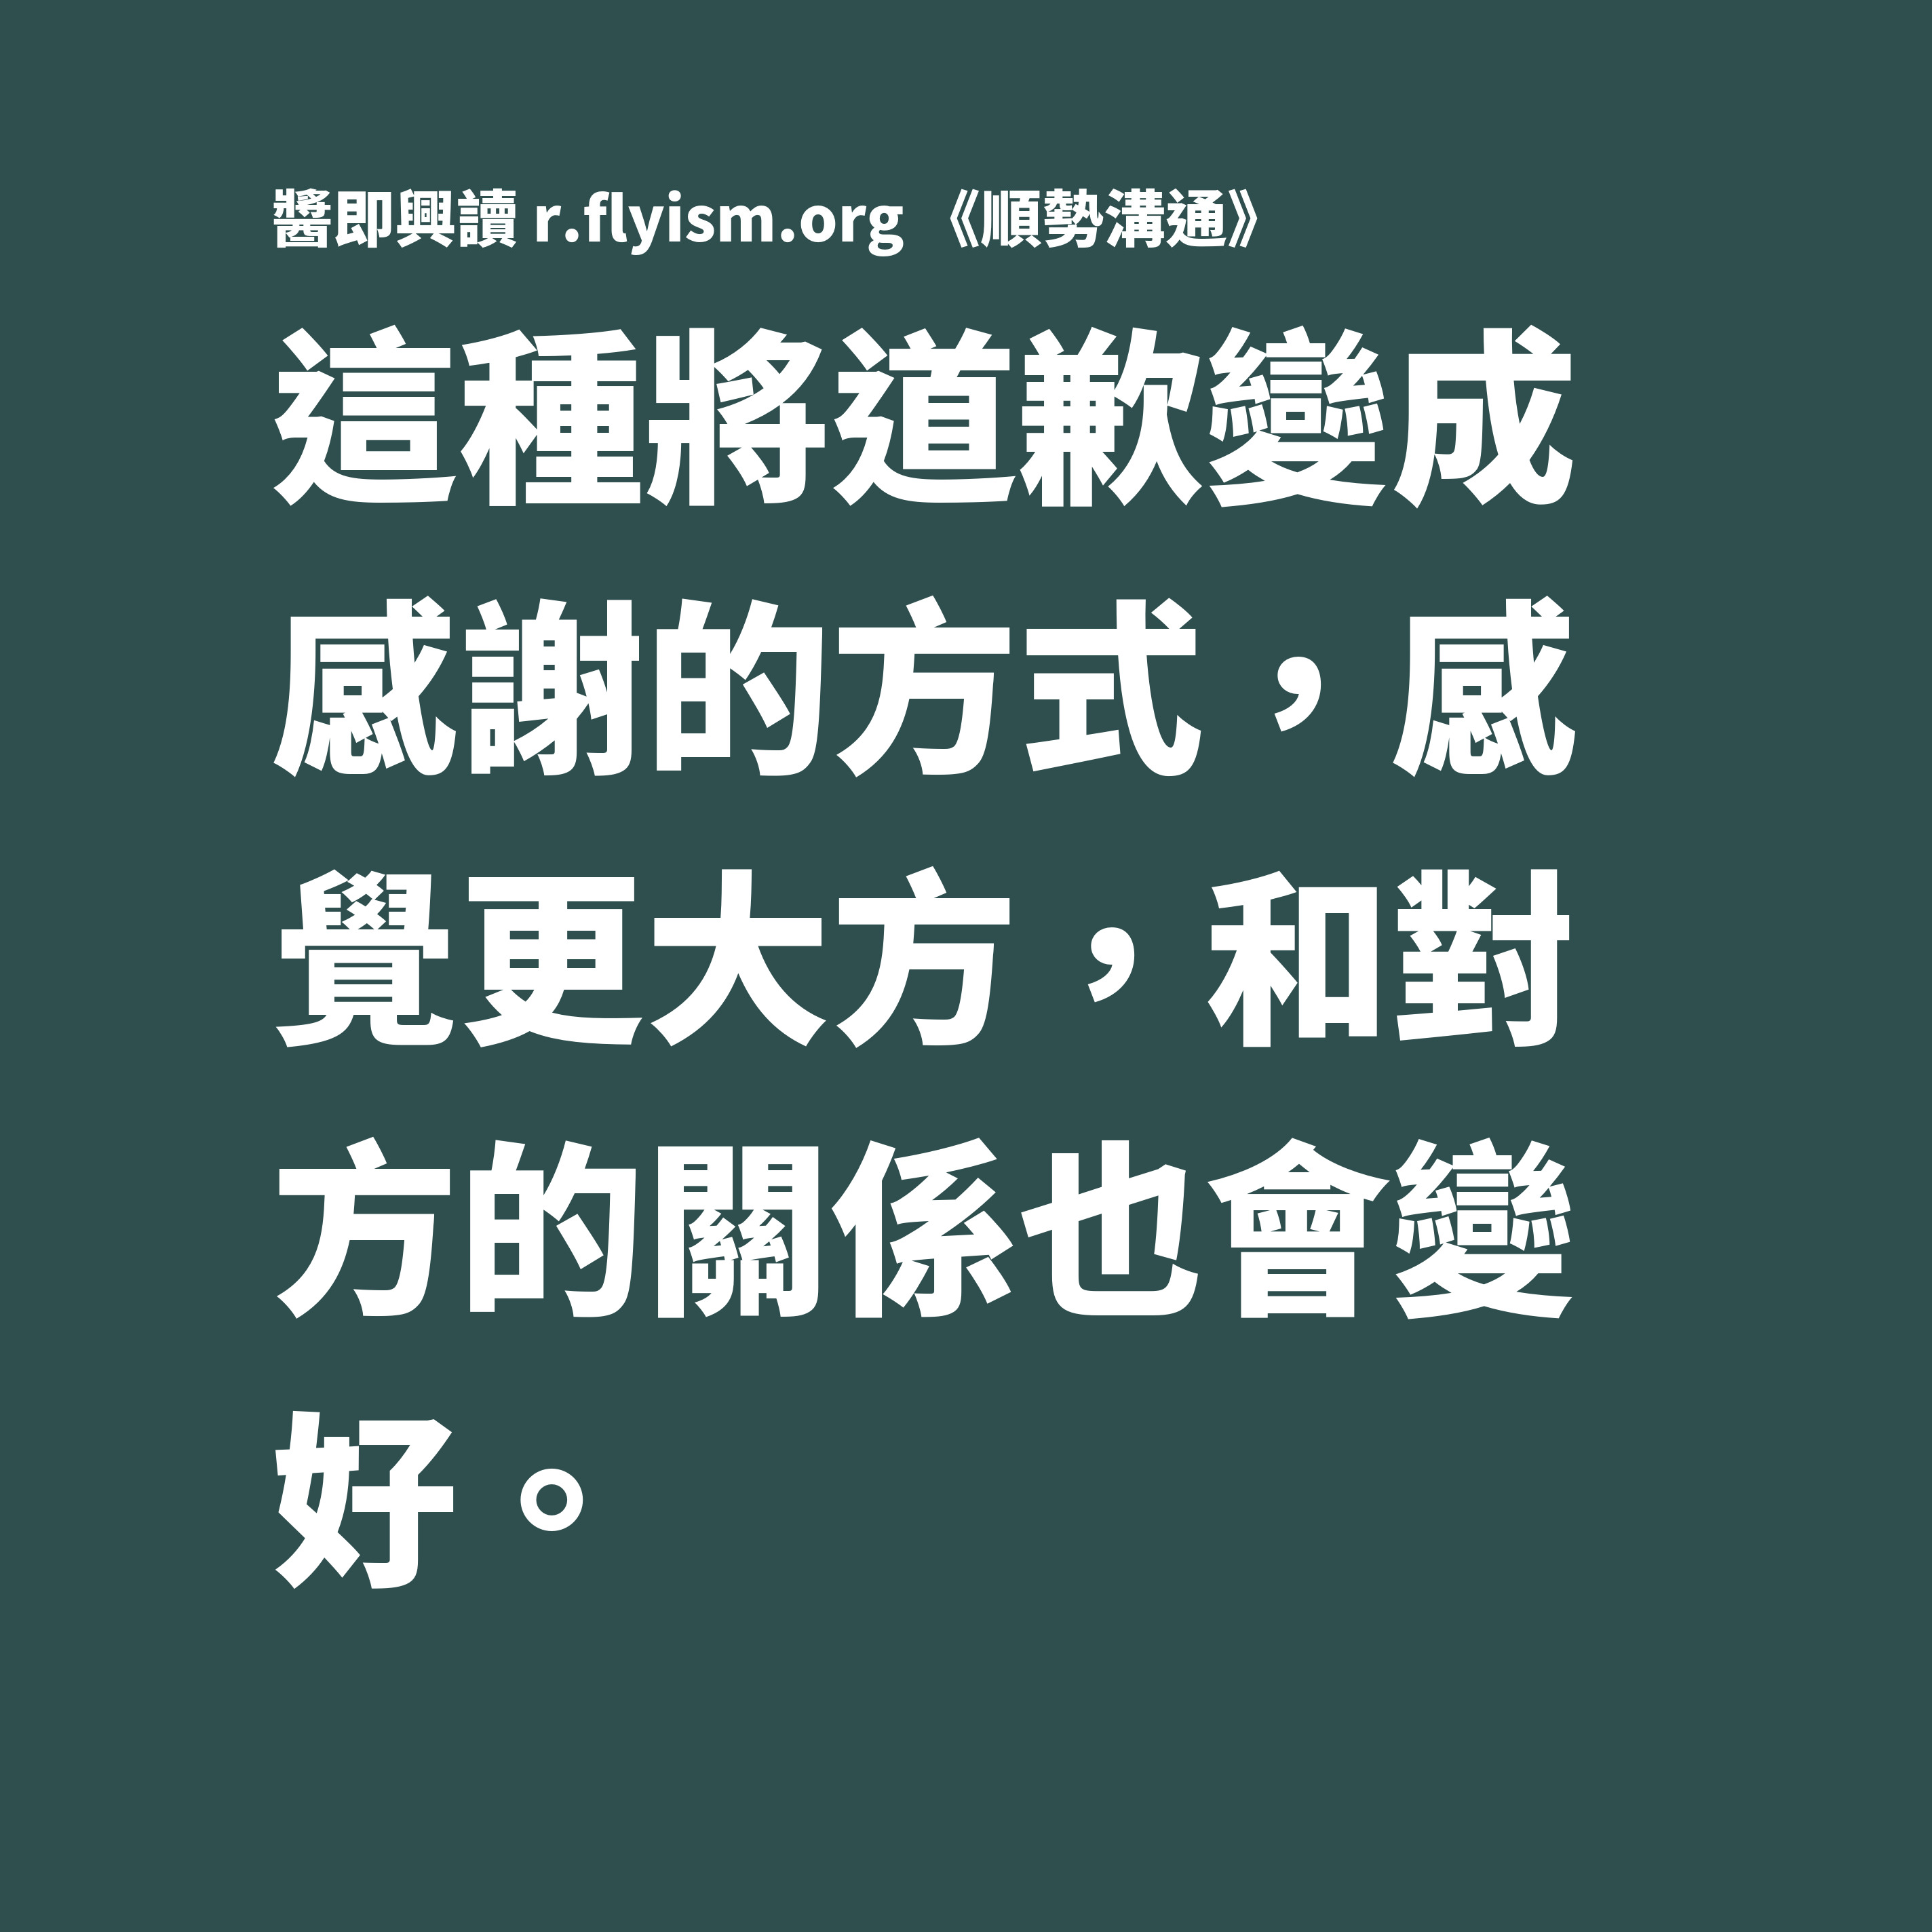 獎即興讀 r.flyism.org 《順勢溝通》
這種將道歉變成
感謝的方式，感
覺更大方，和對
方的關係也會變
好。